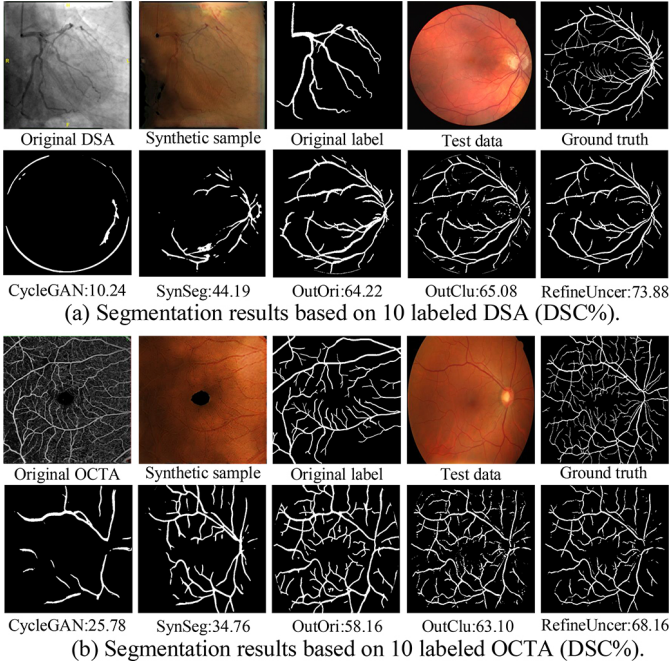 Original DSA Synthetic sample Original label Test data Ground truth
CycleGAN:10.24 SynSeg:44.19 OutOri:64.22 OutClu:65.08 RefineUncer:73.88
(a) Segmentation results based on 10 labeled DSA (DSC%).
Original OCTA Synthetic sample Original label Test data Ground truth
CycleGAN:25.78 SynSeg:34.76 OutOri:58.16 OutClu:63.10 RefineUncer:68.16
(b) Segmentation results based on 10 labeled OCTA (DSC%).